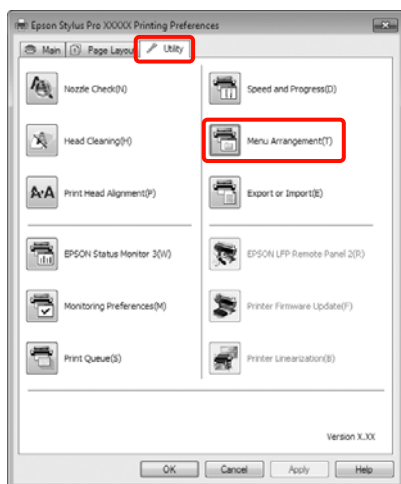 Epson Stylus Pro XXXXX Printing Preferences
Main Page Layout Utility
Nozzle Check(N) Speed and Progress(D)
Head Cleaning(H) Menu Arrangement(T)
Print Head Alignment(P) Export or Import(E)
EPSON Status Monitor 3(W) EPSON LFP Remote Panel 2(R)
Monitoring Preferences(M) Printer Firmware Update(F)
Print Queue(S) Printer Linearization(B)
Version X.XX
OK Cancel Apply Help